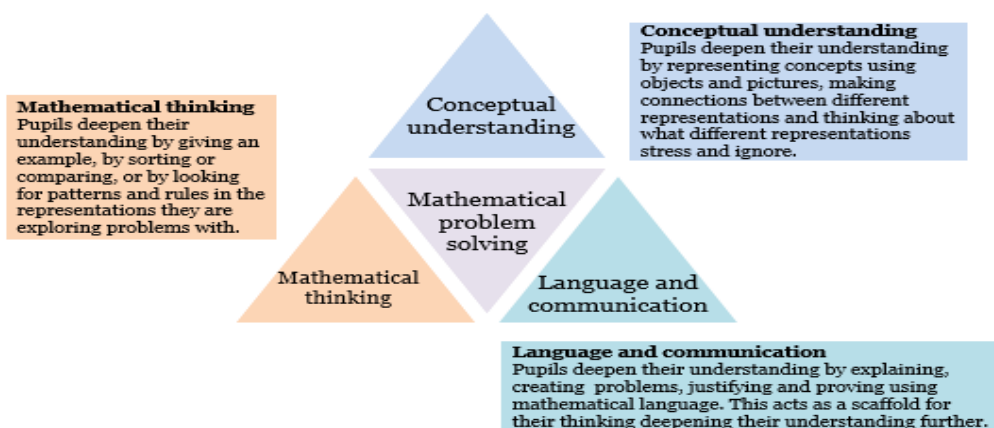 Conceptual understanding
Pupils deepen their understanding
by representing concepts using
objects and pictures, making
connections between different
representations and thinking about
what different representations
stress and ignore.
Conceptual
understanding
Mathematical thinking
Pupils deepen their
understanding by giving an
example, by sorting or
comparing, or by looking
for patterns and rules in the
representations they are
exploring problems with.
Mathematical
problem
solving
Mathematical
thinking
Language and
communication
Language and communication
Pupils deepen their understanding by explaining,
creating problems, justifying and proving using
mathematical language. This acts as a scaffold for
their thinking deepening their understanding further.